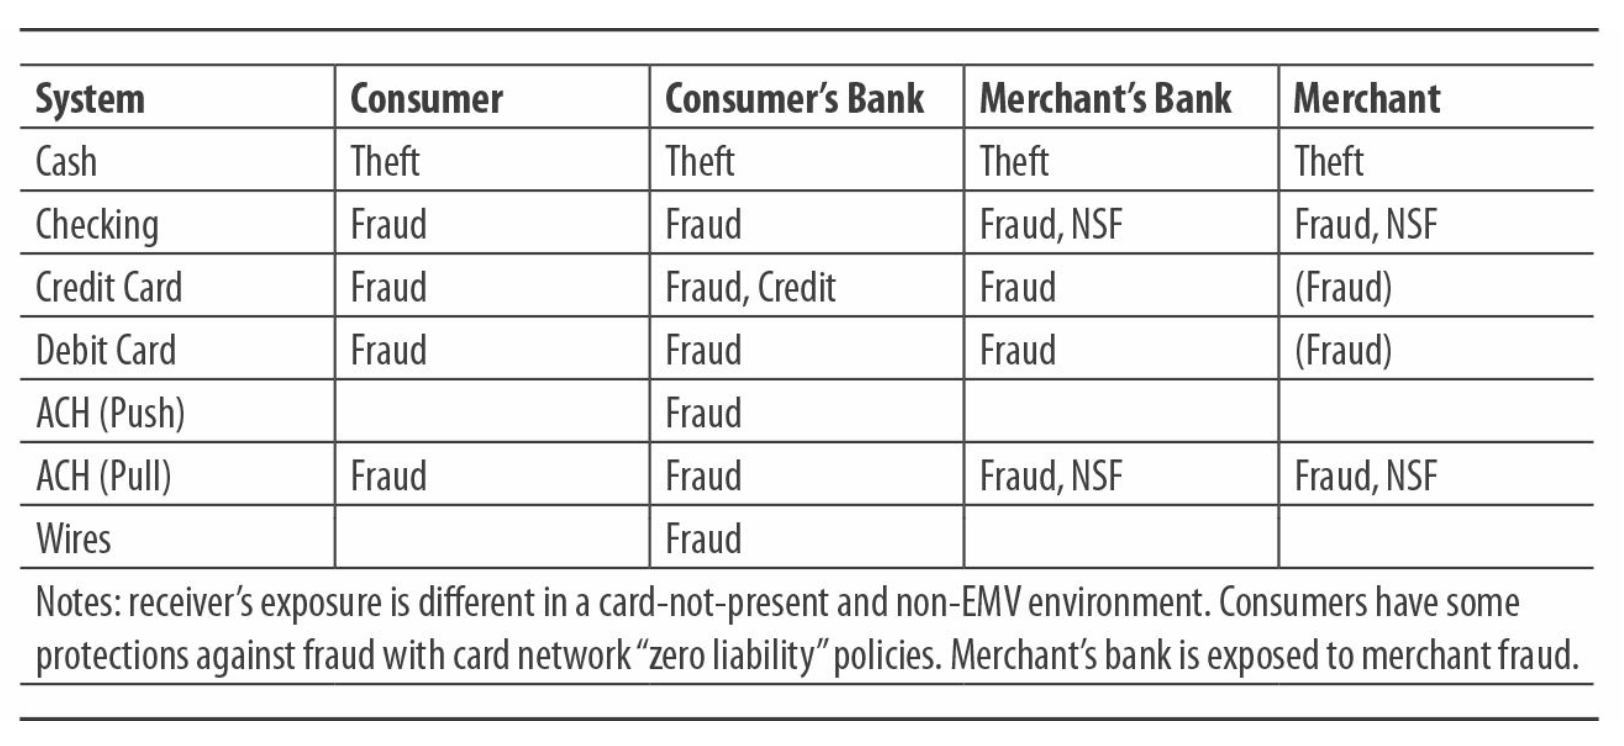 System Consumer Consumer’s Bank Merchant’s Bank Merchant
Cash Theft Theft Theft Theft
Checking Fraud Fraud Fraud, NSF Fraud, NSF
Credit Card Fraud Fraud, Credit Fraud (Fraud)
Debit Card Fraud Fraud Fraud (Fraud)
ACH (Push) Fraud
ACH (Pull) Fraud Fraud Fraud, NSF Fraud, NSF
Wires Fraud
Notes: receiver’s exposure is different in a card-not-present and non-EMV environment. Consumers have some
protections against fraud with card network “zero liability” policies. Merchant’s bank is exposed to merchant fraud.